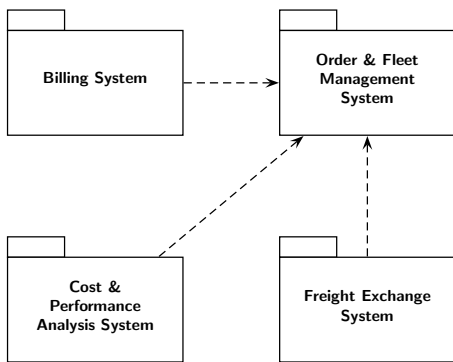 Billing System
Order & Fleet
Management
System
Cost &
Performance
Analysis System
Freight Exchange
System